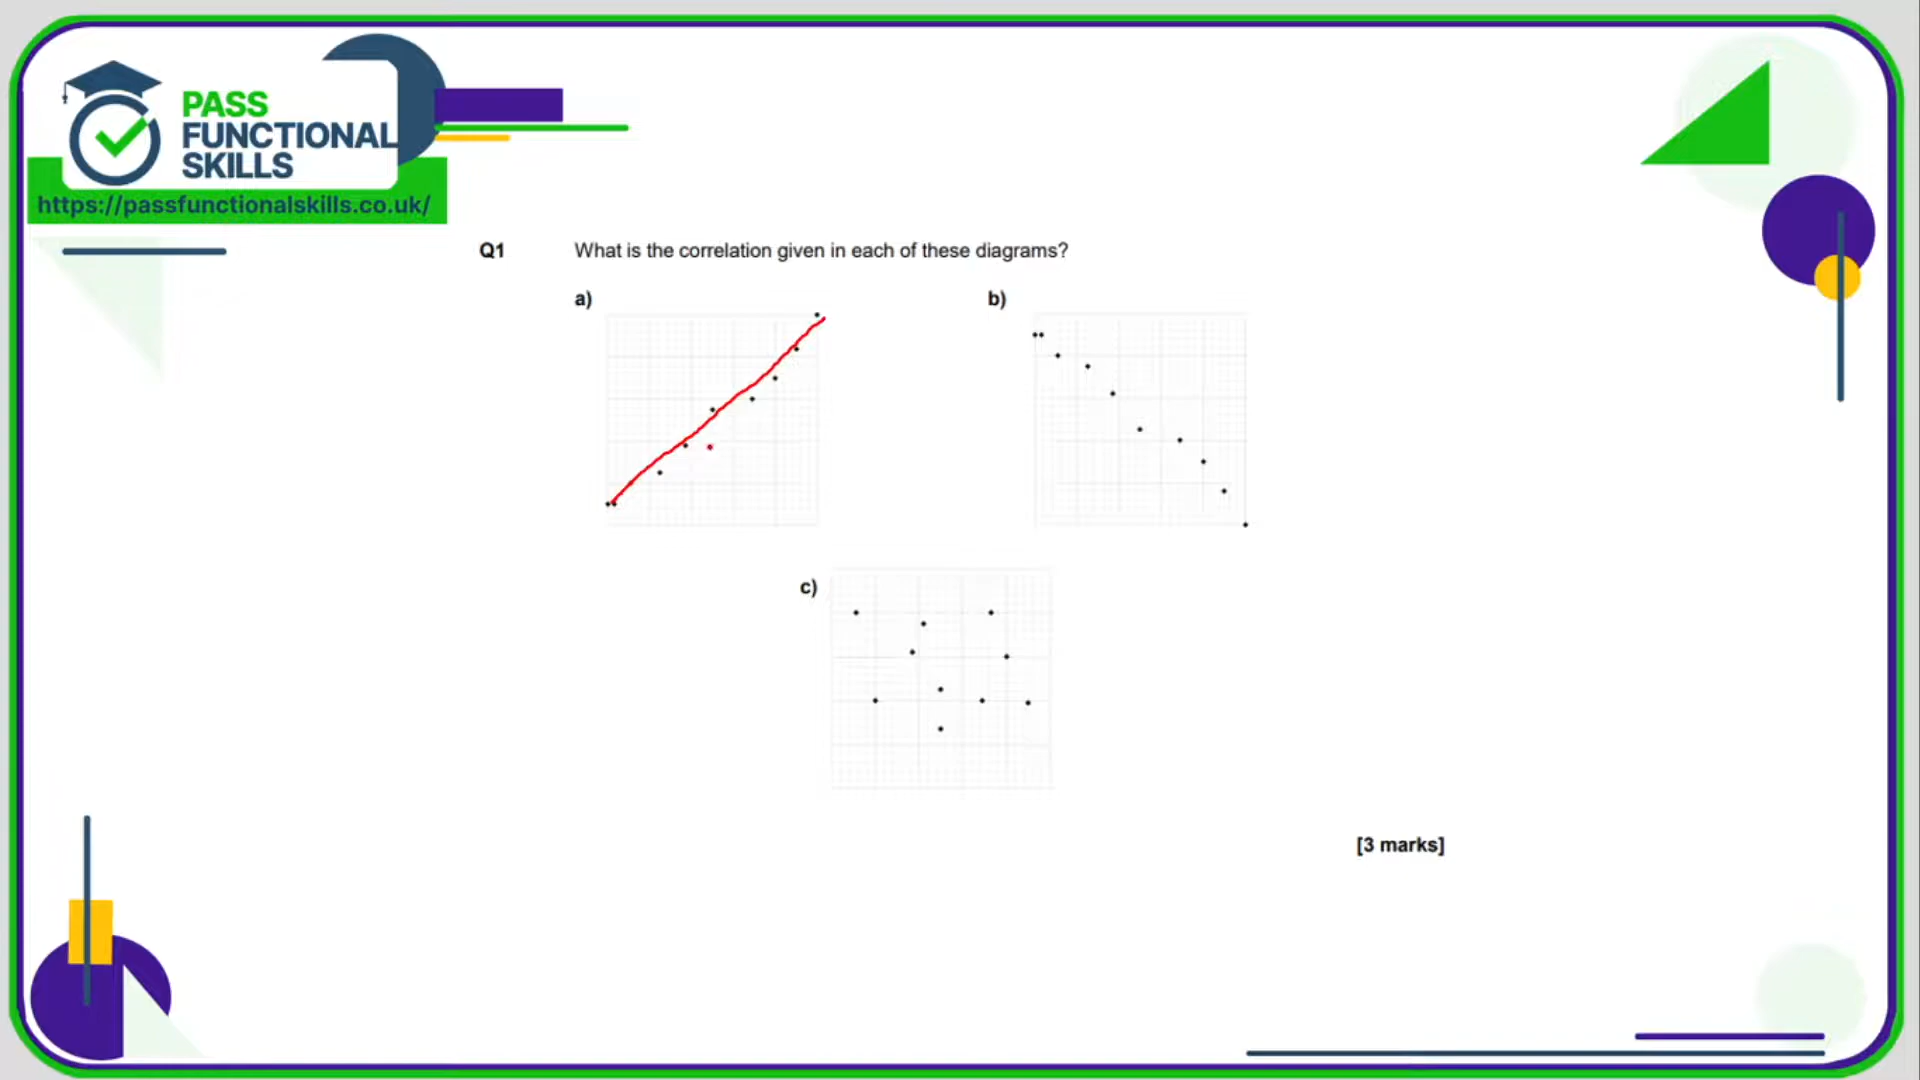 PASS
FUNCTIONAL
SKILLS
https://passfunctionalskills.co.uk/
Q1 What is the correlation given in each of these diagrams?
a) b)
c)
[3 marks]